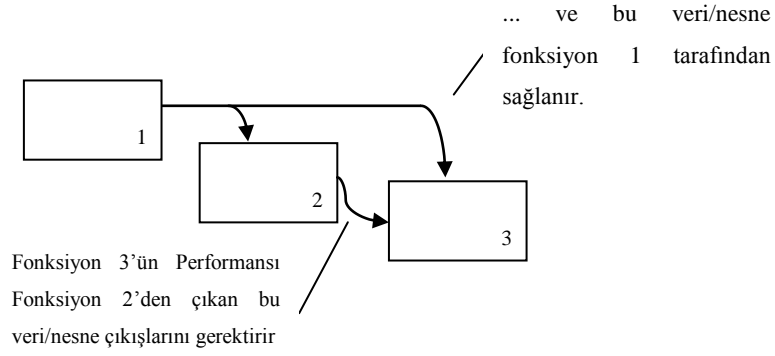 ... ve bu veri/nesne
fonksiyon 1 tarafından
sağlanır.
1
2
3
Fonksiyon 3’ün Performansı
Fonksiyon 2’den çıkan bu
veri/nesne çıkışlarını gerektirir